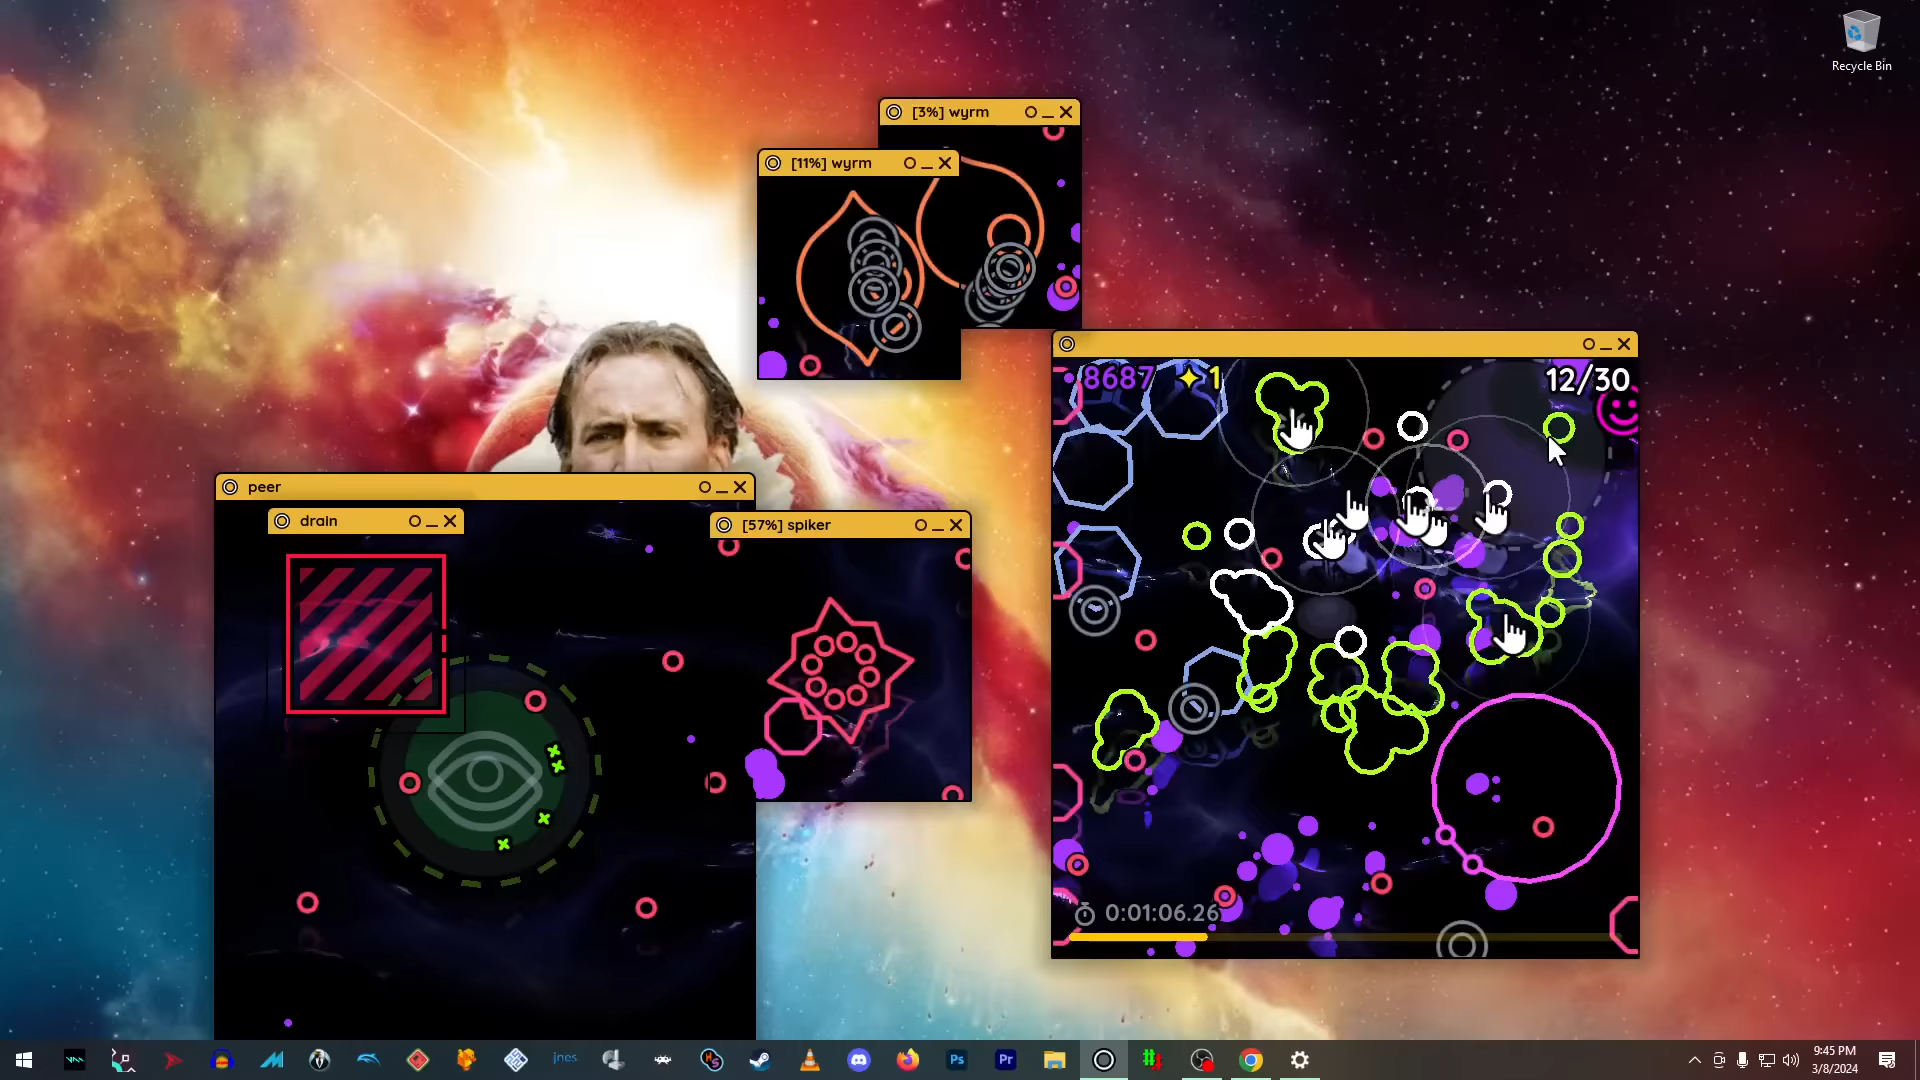 Recycle Bin
[3%] wyrm
[11%] wyrm
8687 1
12/30
peer
drain
[57%] spiker
0:01:06.26
jnes
Ps
Pr
9:45 PM
3/8/2024